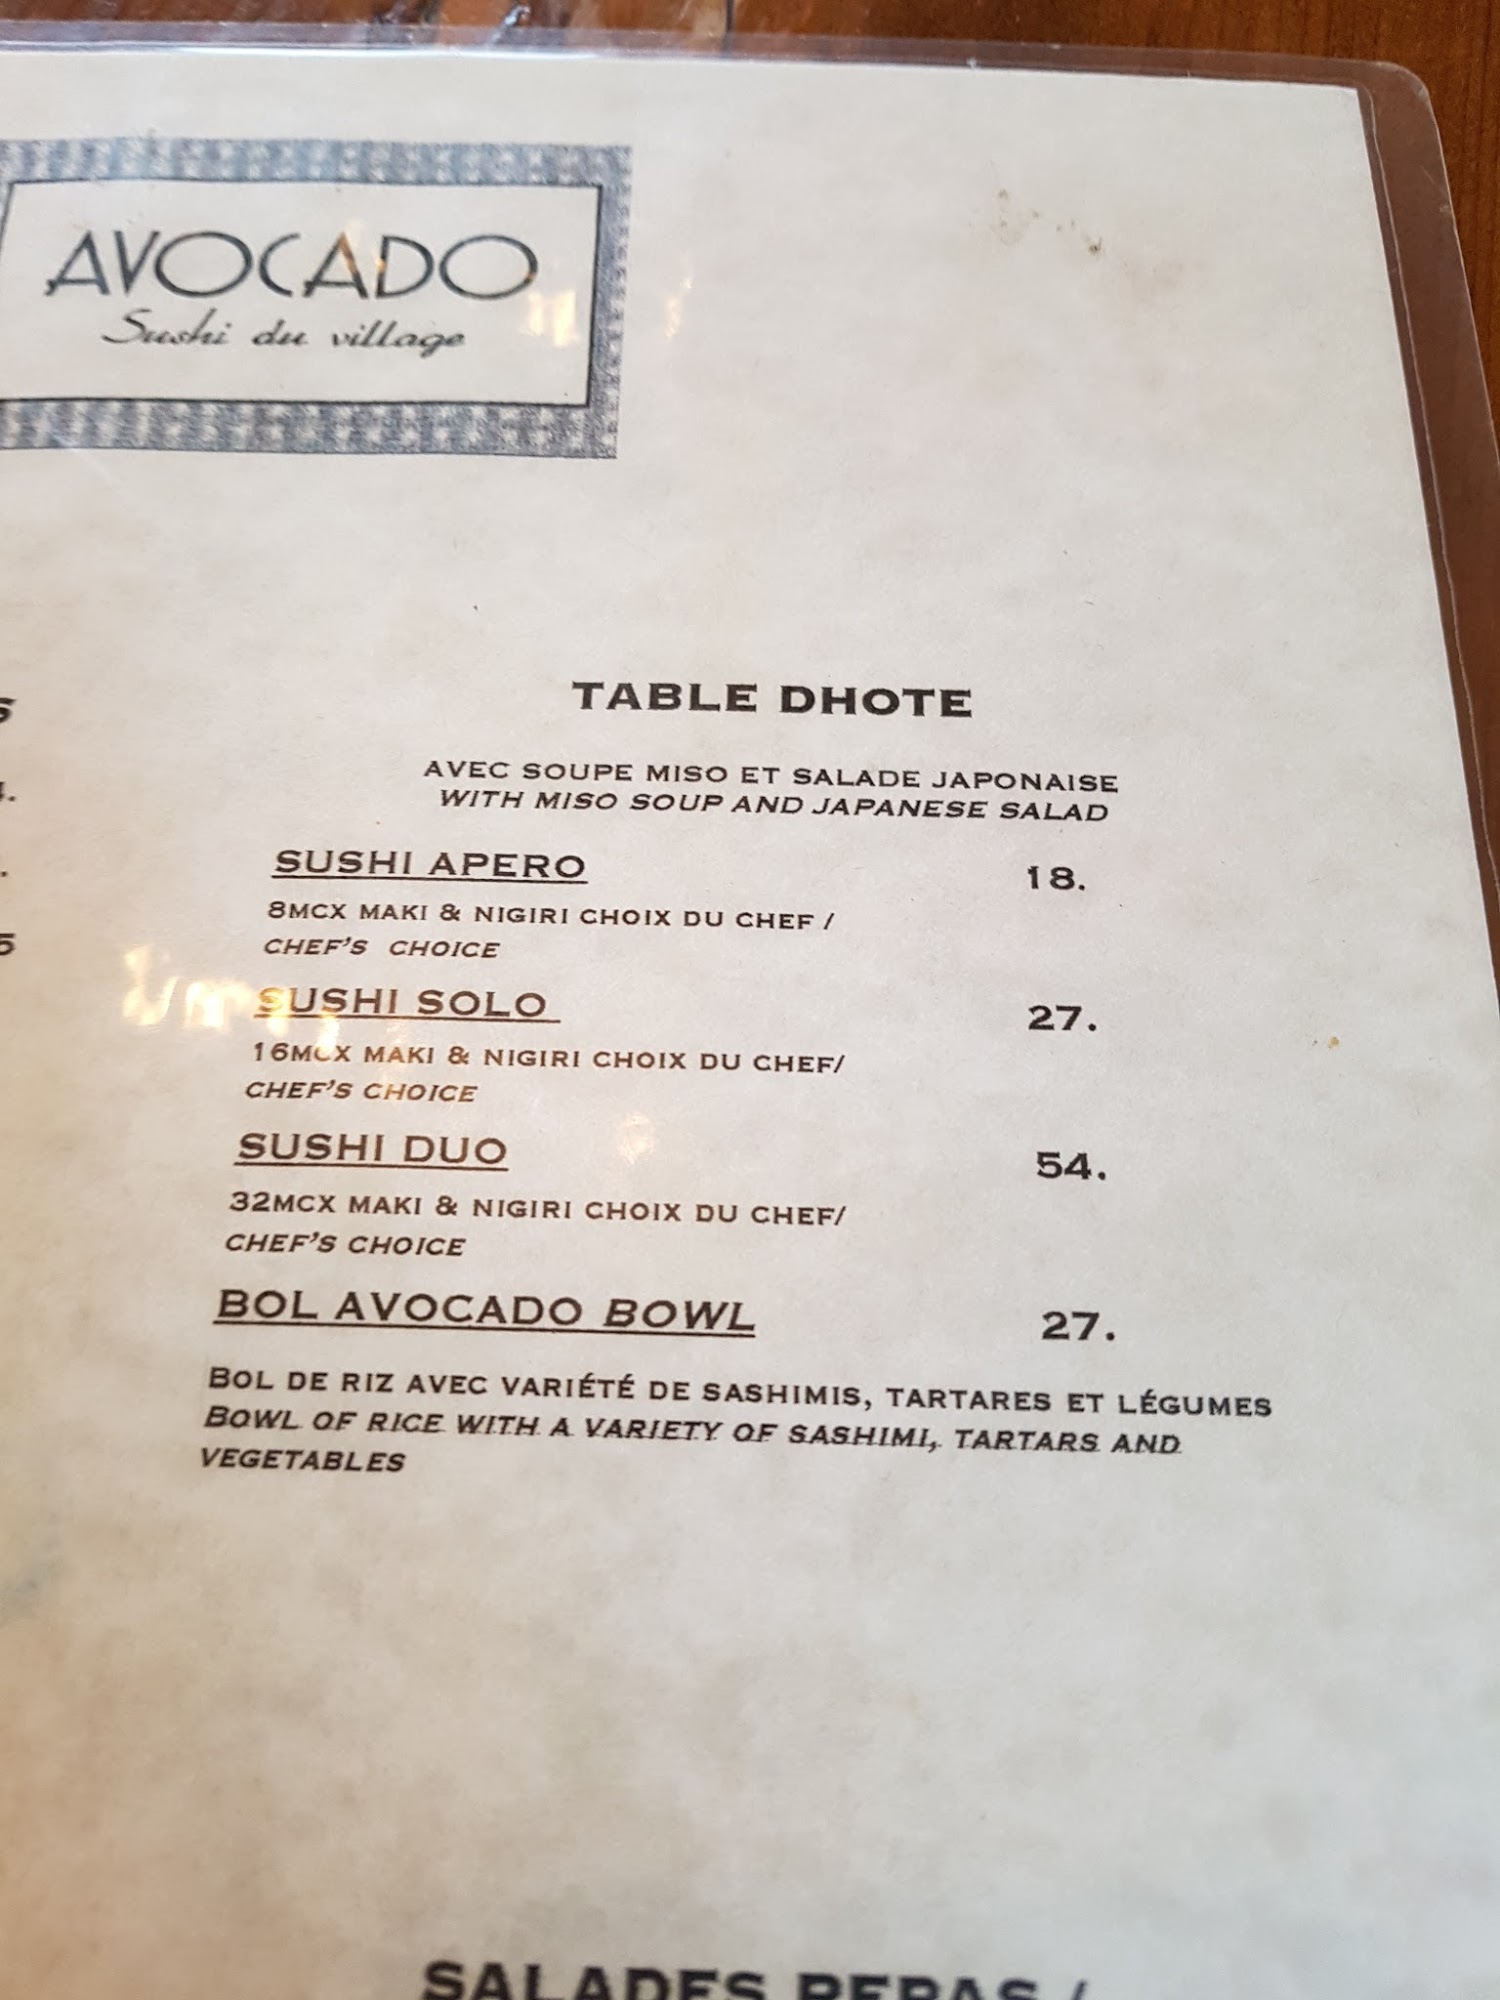 AVOCADO
Sushi du village
TABLE DHOTE
AVEC SOUPE MISO ET SALADE JAPONAISE
WITH MISO SOUP AND JAPANESE SALAD
SUSHI APERO 18.
8MCX MAKI & NIGIRI CHOIX DU CHEF /
CHEF'S CHOICE
SUSHI SOLO 27.
16MCX MAKI & NIGIRI CHOIX DU CHEF/
CHEF'S CHOICE
SUSHI DUO 54.
32MCX MAKI & NIGIRI CHOIX DU CHEF/
CHEF'S CHOICE
BOL AVOCADO BOWL 27.
BOL DE RIZ AVEC VARIÉTÉ DE SASHIMIS, TARTARES ET LÉGUMES
BOWL OF RICE WITH A VARIETY OF SASHIMI, TARTARS AND
VEGETABLES
SALADES REPAS /